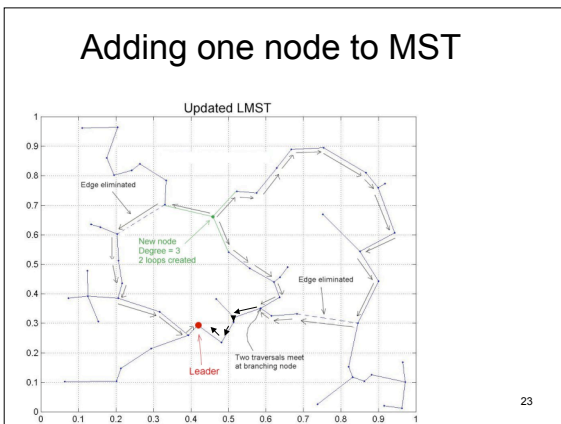 Adding one node to MST
Updated LMST
1
0.9
0.8
0.7
0.6
0.5
0.4
0.3
0.2
0.1
0
Edge eliminated
New node
Degree = 3
2 loops created
Edge eliminated
Two traversals meet
at branching node
Leader
0 0.1 0.2 0.3 0.4 0.5 0.6 0.7 0.8 0.9 1
23